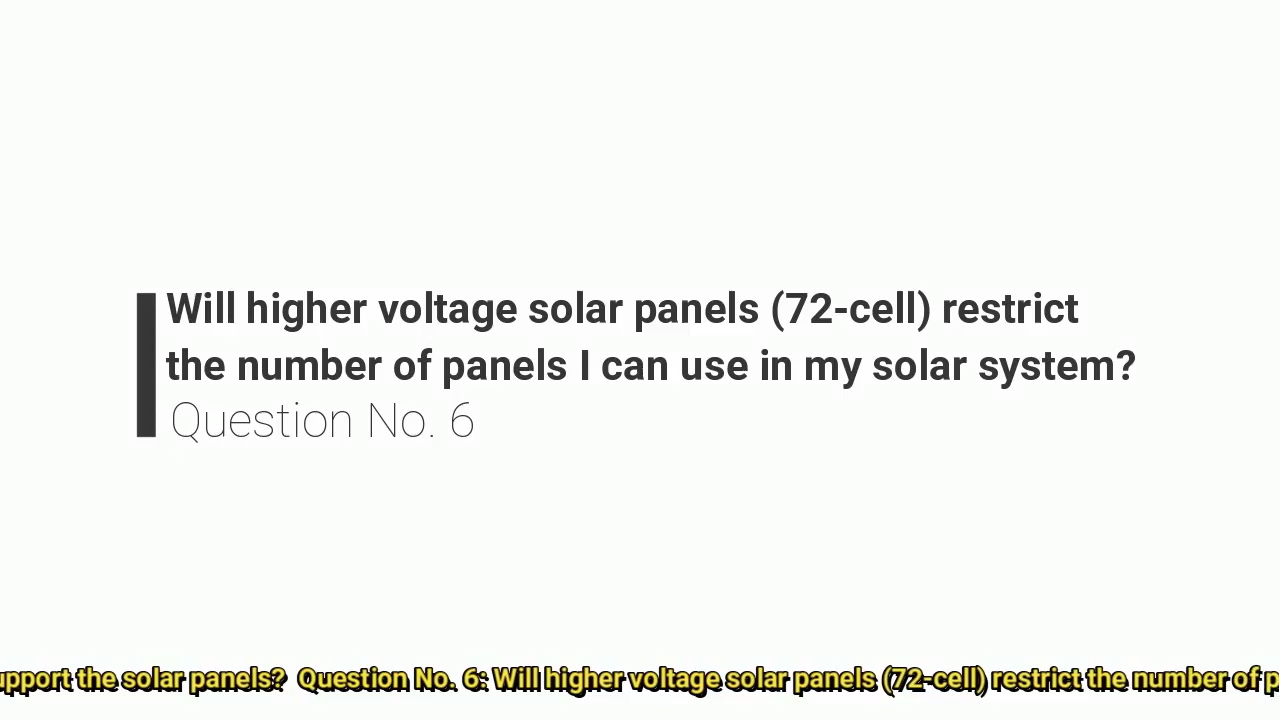 Will higher voltage solar panels (72-cell) restrict
the number of panels I can use in my solar system?
Question No. 6
the solar panels? Question No. 6: Will higher voltage solar panels (72-cell) restrict the number of